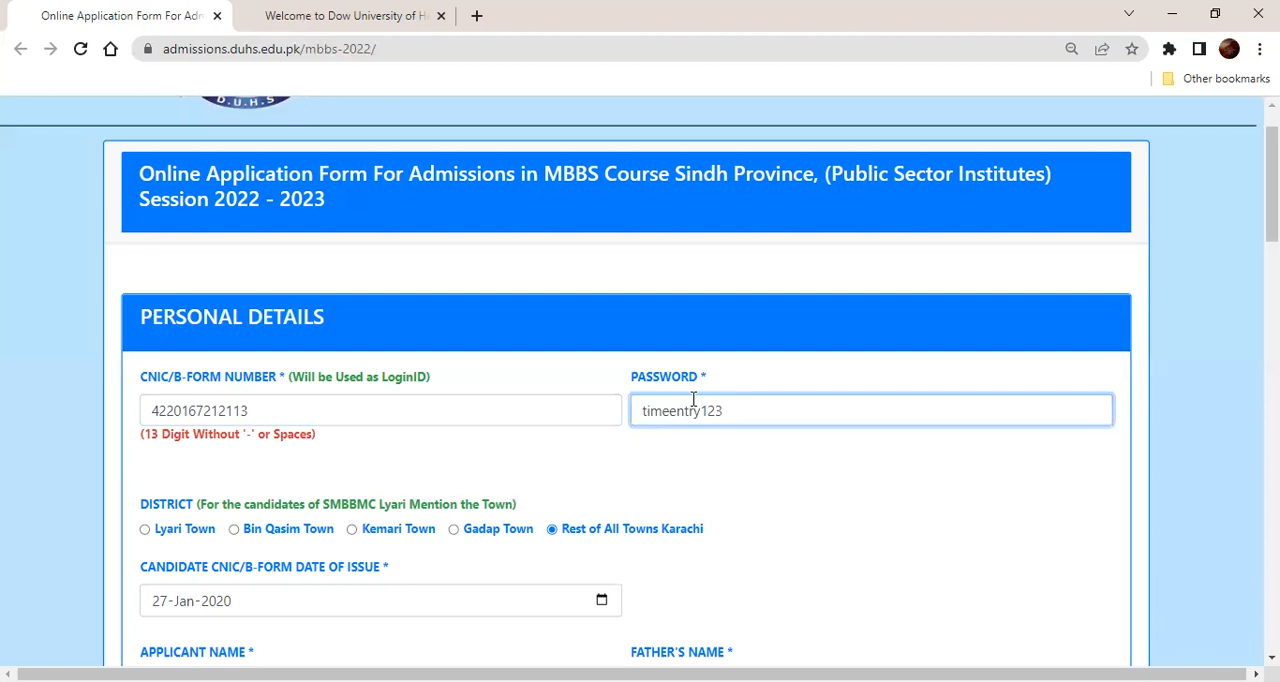 Online Application Form For Adm
Welcome to Dow University of H
admissions.duhs.edu.pk/mbbs-2022/
Other bookmarks
D.U.H.S
Online Application Form For Admissions in MBBS Course Sindh Province, (Public Sector Institutes)
Session 2022 - 2023
PERSONAL DETAILS
CNIC/B-FORM NUMBER * (Will be Used as LoginID)
PASSWORD *
4220167212113
timeentry123
(13 Digit Without '-' or Spaces)
DISTRICT (For the candidates of SMBBMC Lyari Mention the Town)
Lyari Town Bin Qasim Town Kemari Town Gadap Town Rest of All Towns Karachi
CANDIDATE CNIC/B-FORM DATE OF ISSUE *
27-Jan-2020
APPLICANT NAME *
FATHER'S NAME *